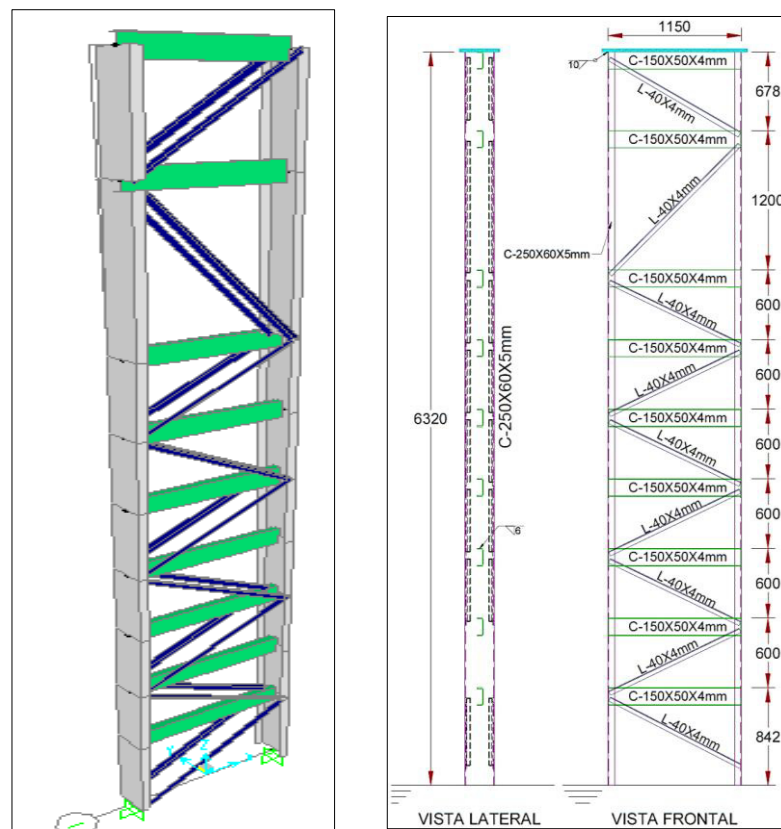 Y Z X
1150
10
C-150X50X4mm
L-40X4mm
678
C-150X50X4mm
L-40X4mm
1200
C-250X60X5mm
C-150X50X4mm
L-40X4mm
600
C-150X50X4mm
L-40X4mm
600
C-250X60X5mm
6320
C-150X50X4mm
L-40X4mm
600
C-150X50X4mm
L-40X4mm
600
6
C-150X50X4mm
L-40X4mm
600
C-150X50X4mm
L-40X4mm
600
C-150X50X4mm
L-40X4mm
842
VISTA LATERAL
VISTA FRONTAL